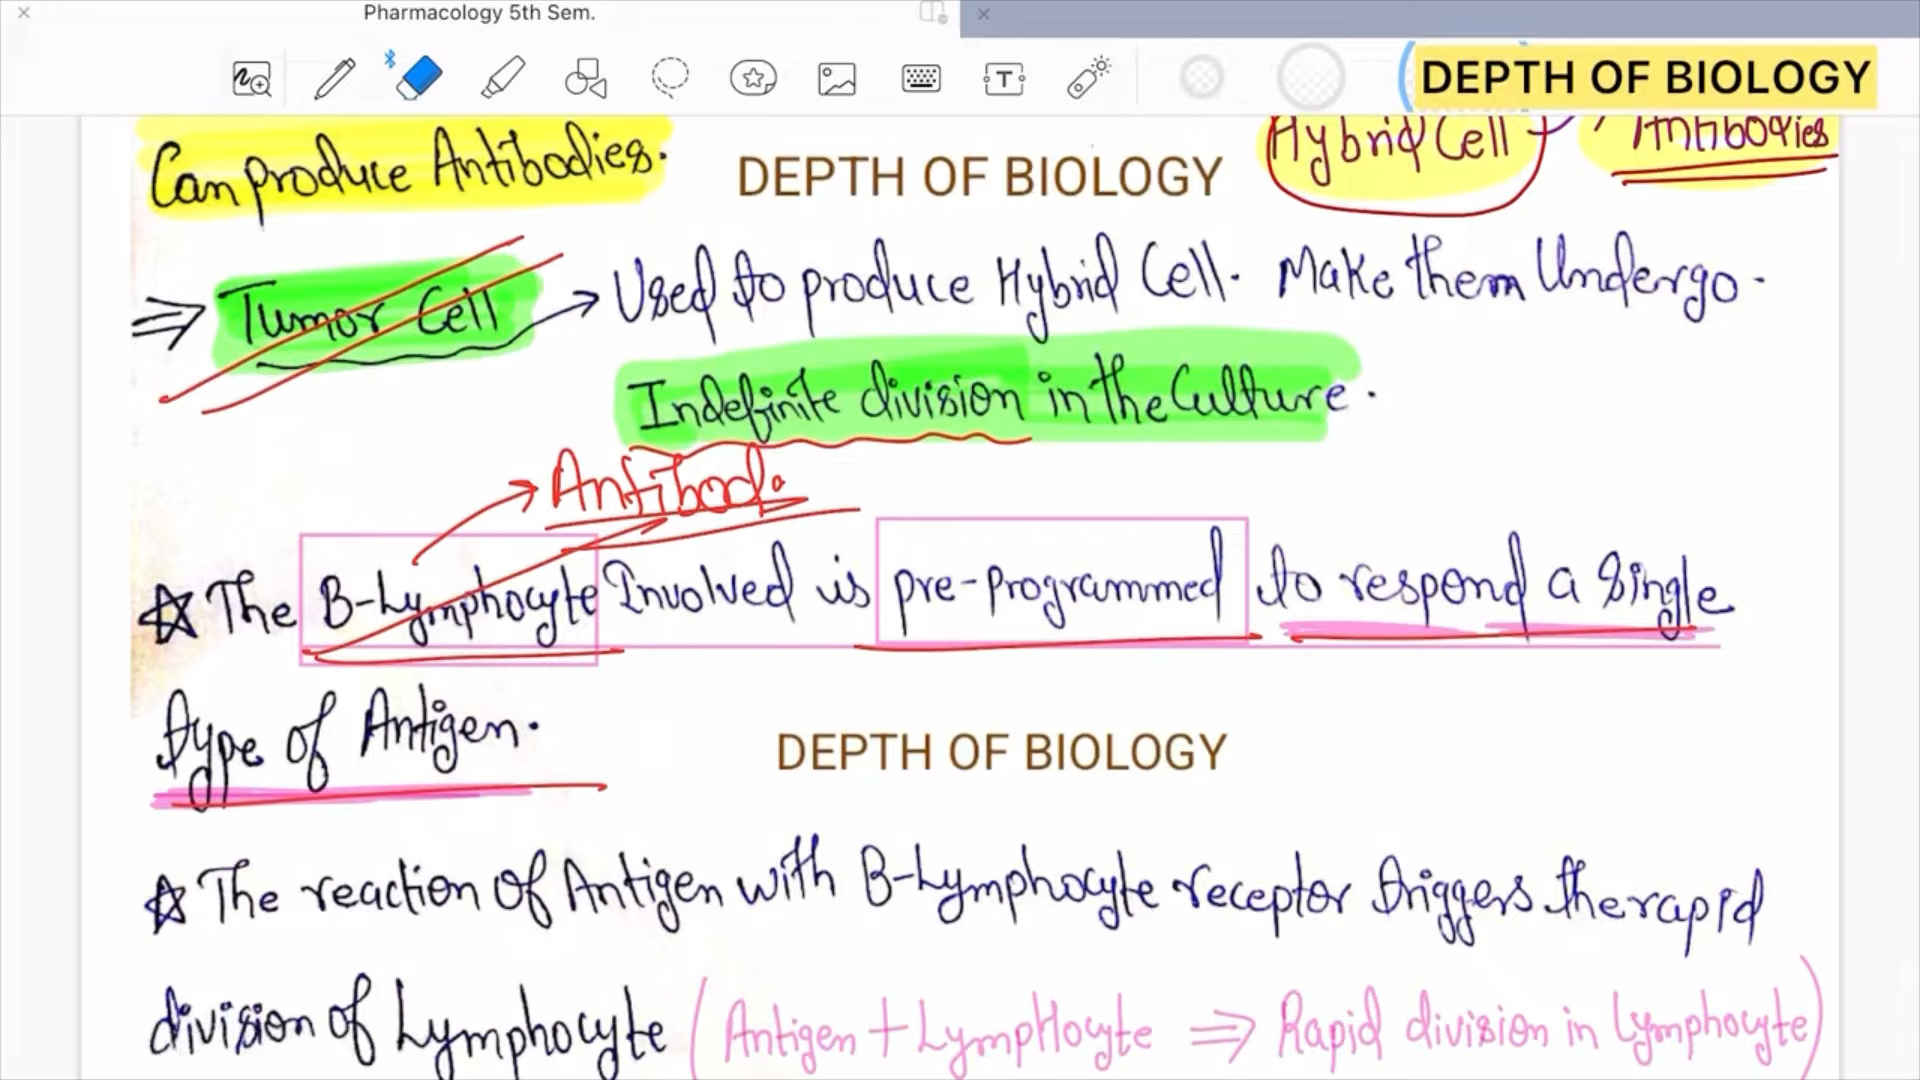 Pharmacology 5th Sem.
DEPTH OF BIOLOGY
Can produce Antibodies.
DEPTH OF BIOLOGY
Hybrid Cell
Antibodies
⇒ Tumor Cell → Used to produce Hybrid Cell. Make them Undergo.
Indefinite division in the Culture.
→ Antibod.
☆ The B-Lymphocyte Involved is pre-programmed to respond a Single
type of Antigen.
DEPTH OF BIOLOGY
☆ The reaction of Antigen with B-Lymphocyte receptor triggers the rapid
division of Lymphocyte (Antigen + LympHocyte ⇒ Rapid division in Lymphocyte)